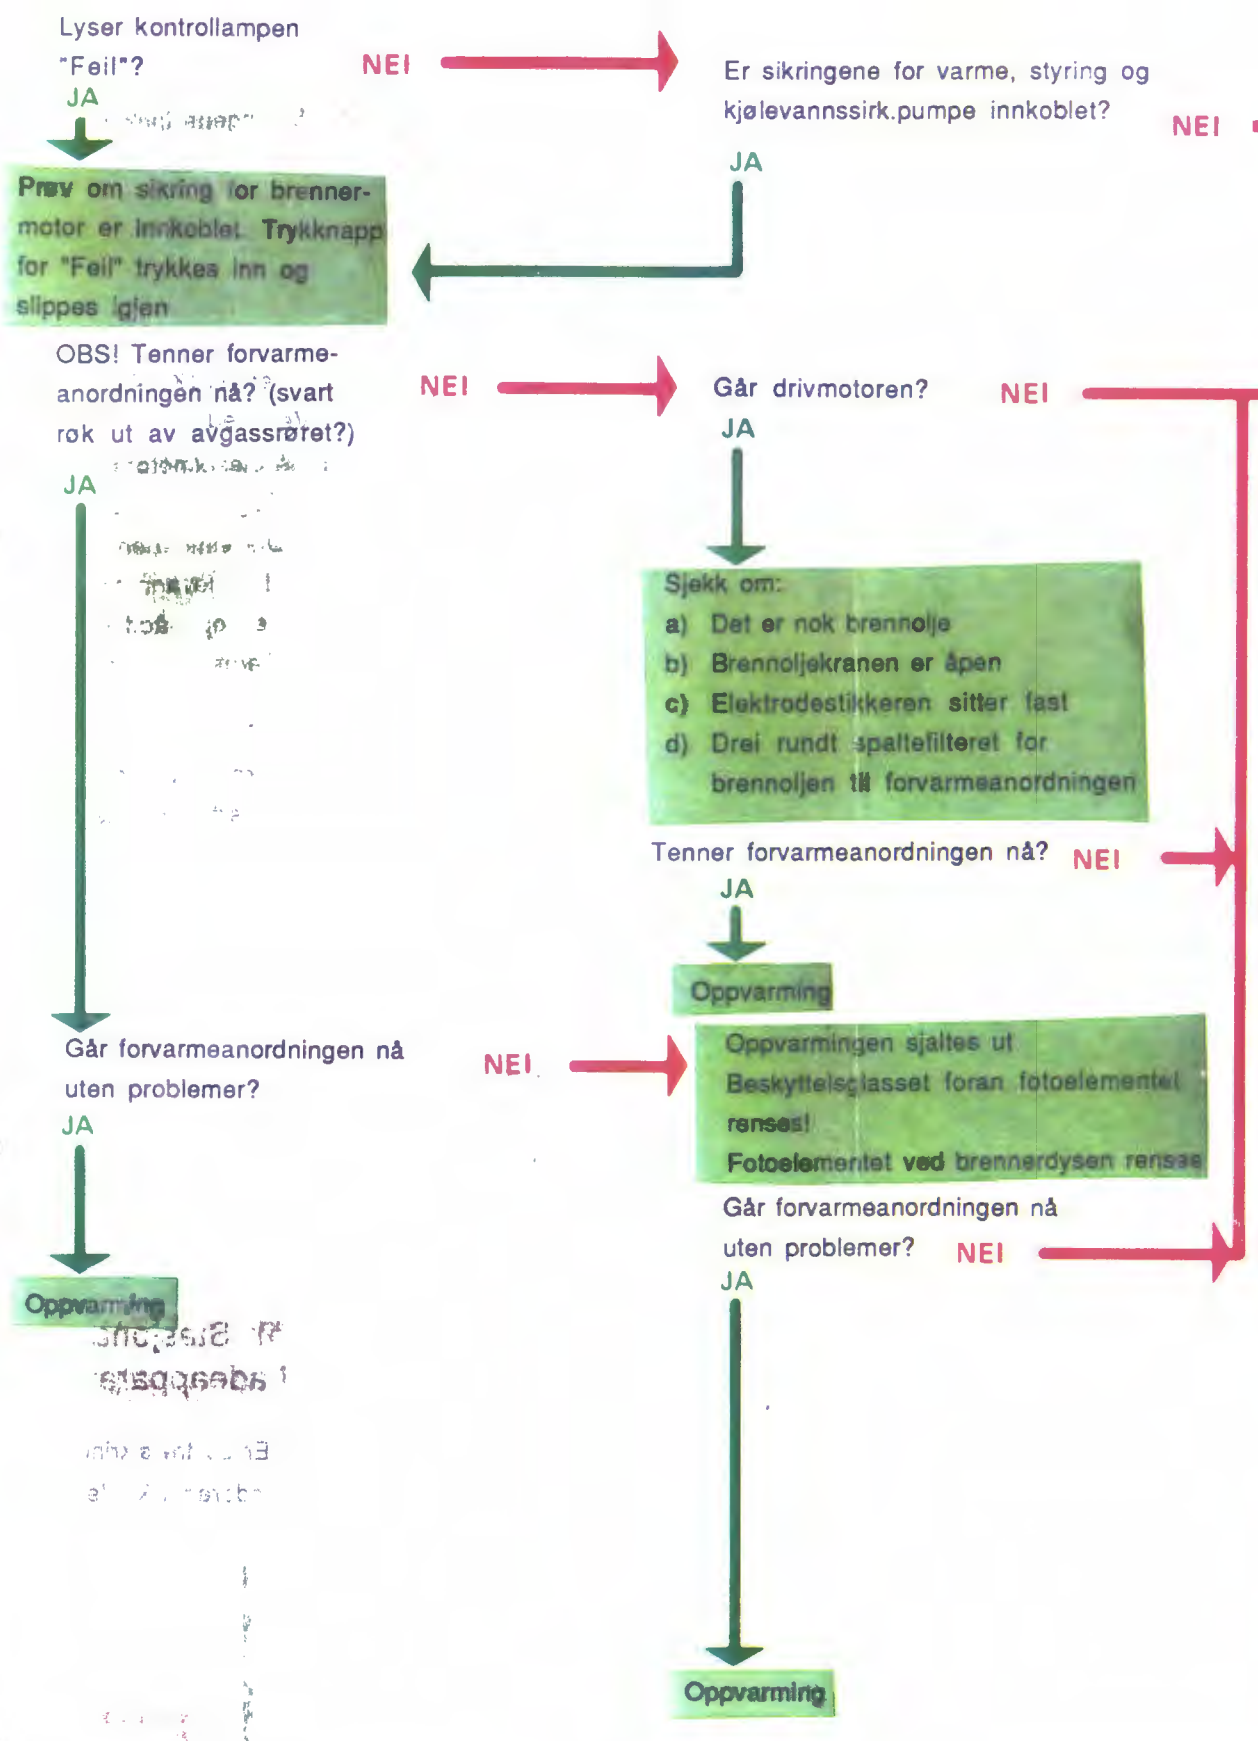 Lyser kontrollampen
"Feil"?
NEI
JA
Er sikringene for varme, styring og
kjølevannssirk.pumpe innkoblet?
NEI
JA
Prøv om sikring for brenner-
motor er innkoblet. Trykknapp
for "Feil" trykkes inn og
slippes igjen
OBS! Tenner forvarme-
anordningen nå? (svart
røk ut av avgassrøret?)
NEI
JA
Går drivmotoren?
NEI
JA
Sjekk om:
a) Det er nok brennolje
b) Brennoljekranen er åpen
c) Elektrodestikkeren sitter fast
d) Drei rundt spaltefilteret for
brennoljen til forvarmeanordningen
Tenner forvarmeanordningen nå?
NEI
JA
Oppvarming
Går forvarmeanordningen nå
uten problemer?
NEI
JA
Oppvarmingen sjaltes ut
Beskyttelsglasset foran fotoelementet
renses!
Fotoelementet ved brennerdysen renses
Går forvarmeanordningen nå
uten problemer?
NEI
JA
Oppvarming
Oppvarming